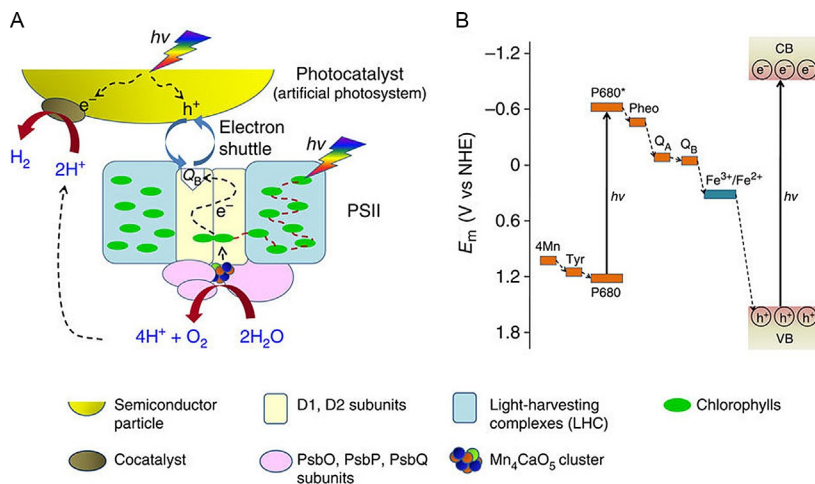 A
hν
Photocatalyst
(artificial photosystem)
e⁻
h⁺
Electron
shuttle
hν
H₂
2H⁺
Q_B
PSII
e⁻
4H⁺ + O₂
2H₂O
B
E_m (V vs NHE)
−1.2
−0.6
0
0.6
1.2
1.8
CB
e⁻ e⁻ e⁻
P680*
Pheo
Q_A
Q_B
Fe³⁺/Fe²⁺
hν
hν
4Mn
Tyr
P680
h⁺ h⁺ h⁺
VB
Semiconductor
particle
D1, D2 subunits
Light-harvesting
complexes (LHC)
Chlorophylls
Cocatalyst
PsbO, PsbP, PsbQ
subunits
Mn₄CaO₅ cluster